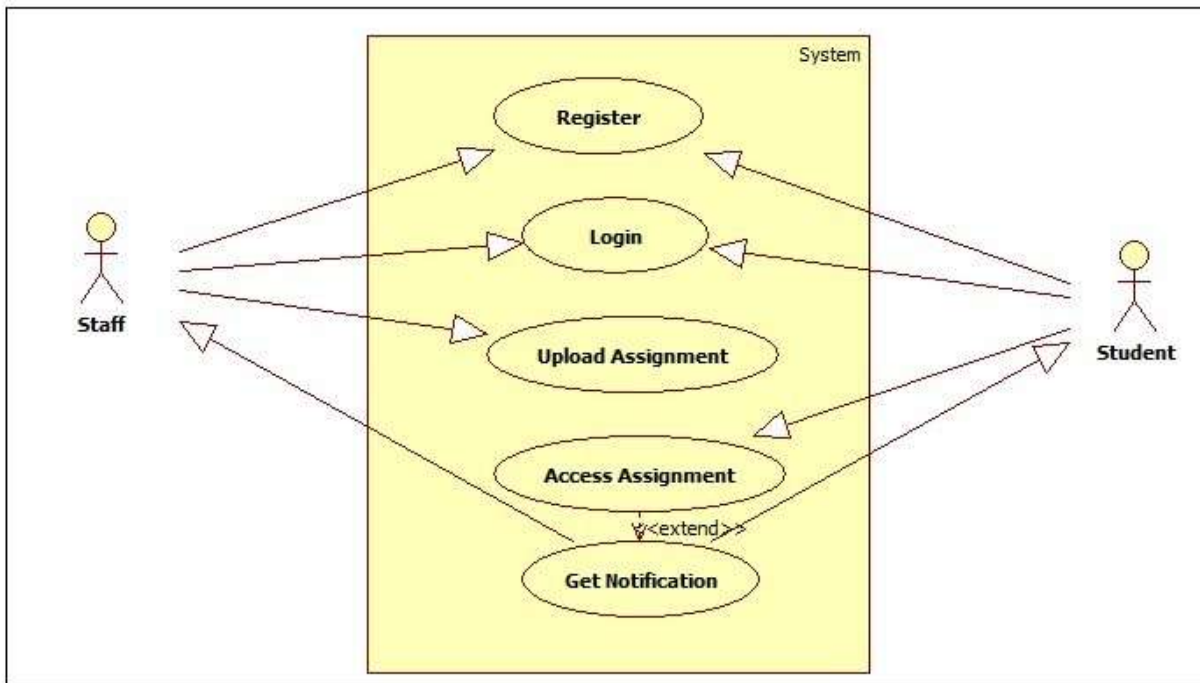 System
Register
Login
Staff
Upload Assignment
Student
Access Assignment
<<extend>>
Get Notification